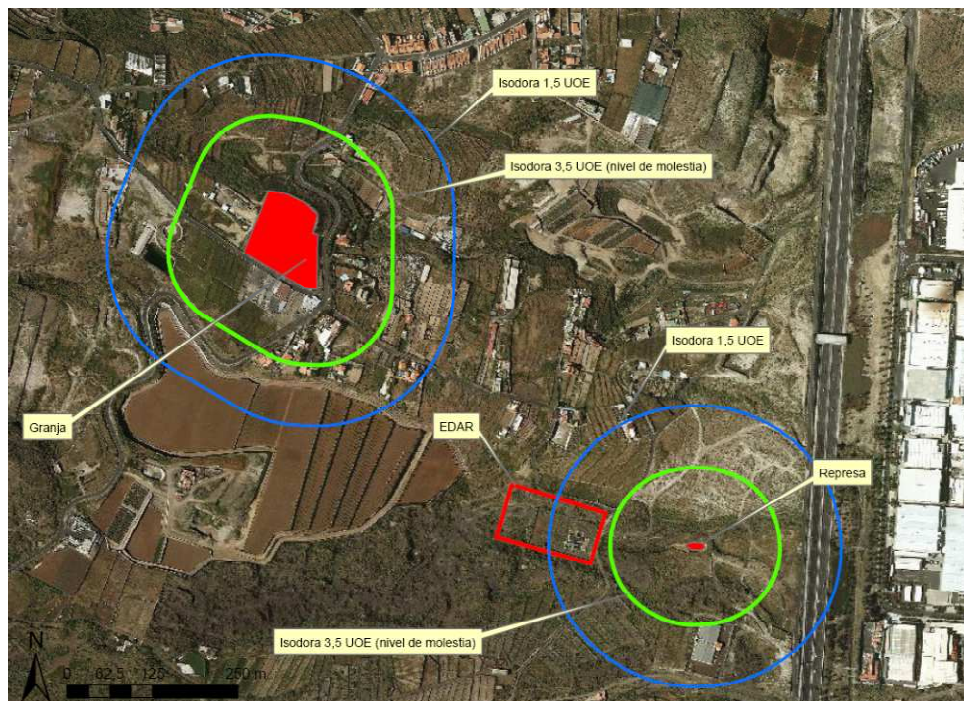 Isodora 1,5 UOE
Isodora 3,5 UOE (nivel de molestia)
Isodora 1,5 UOE
Granja
EDAR
Represa
Isodora 3,5 UOE (nivel de molestia)
N
0 62,5 125 250 m